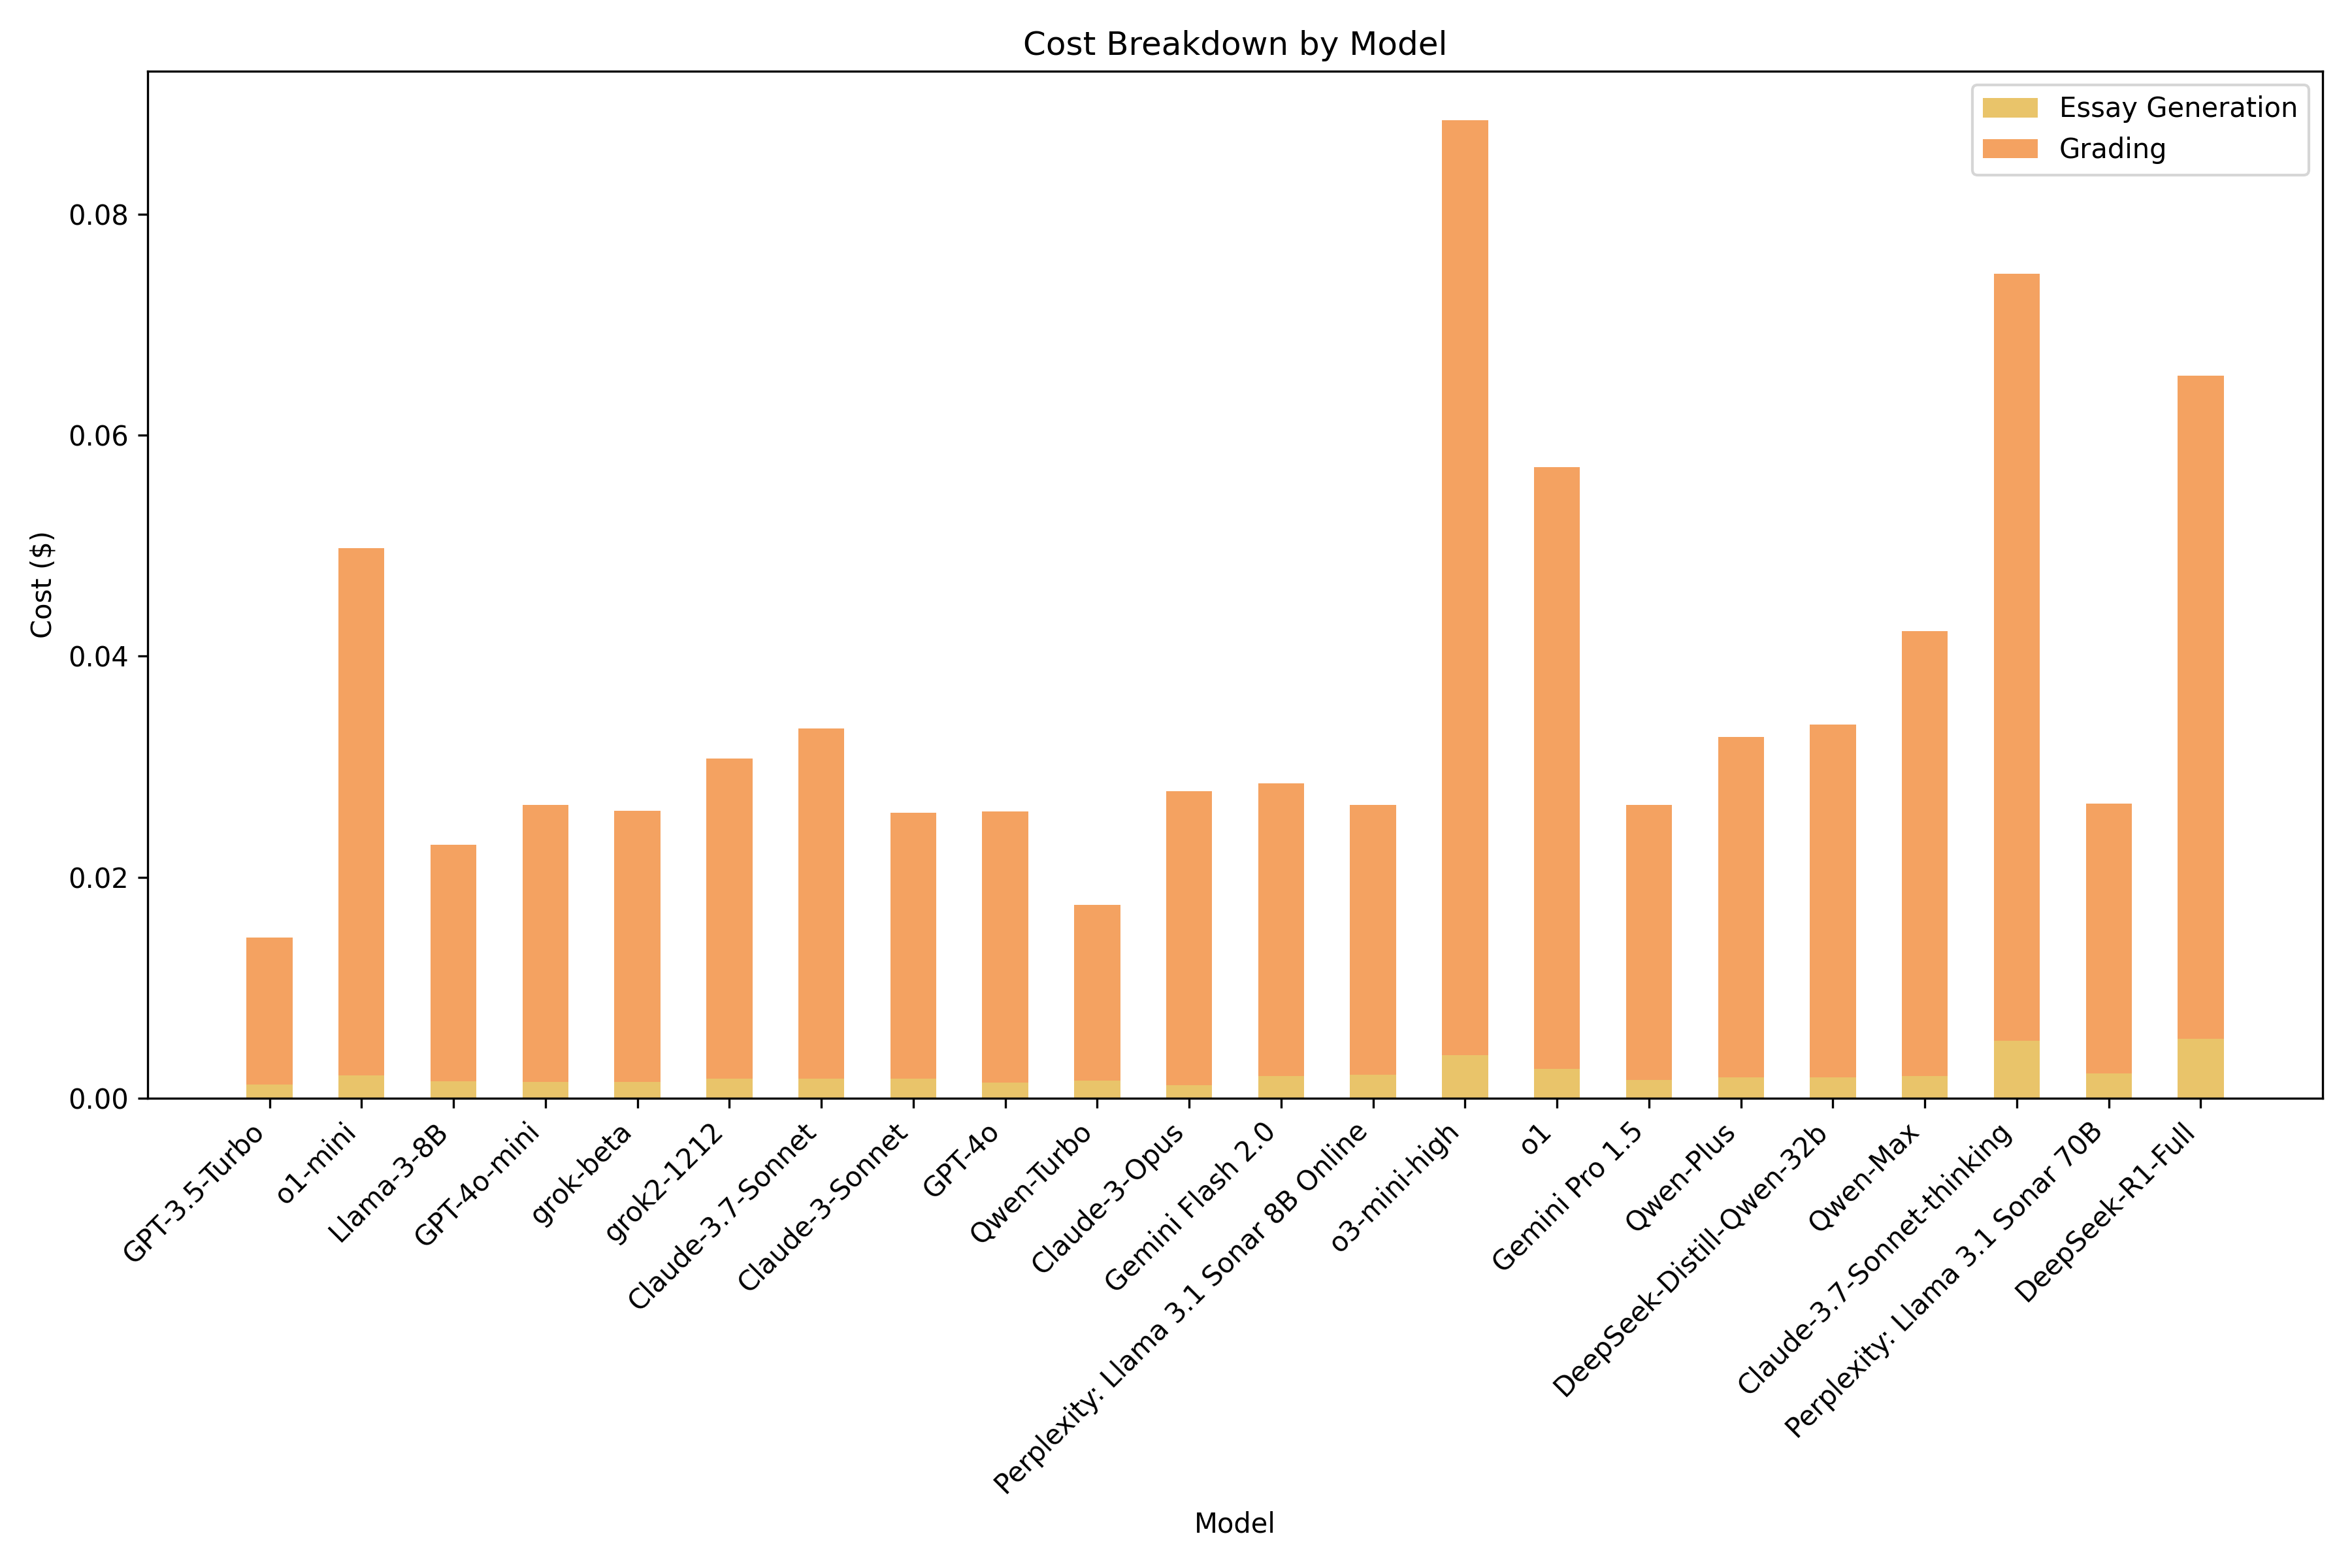 Cost Breakdown by Model
Essay Generation
Grading
Cost ($)
0.08
0.06
0.04
0.02
0.00
GPT-3.5-Turbo
o1-mini
Llama-3-8B
GPT-4o-mini
grok-beta
grok2-1212
Claude-3.7-Sonnet
Claude-3-Sonnet
GPT-4o
Qwen-Turbo
Claude-3-Opus
Gemini Flash 2.0
Perplexity: Llama 3.1 Sonar 8B Online
o3-mini-high
o1
Gemini Pro 1.5
Qwen-Plus
DeepSeek-Distill-Qwen-32b
Qwen-Max
Claude-3.7-Sonnet-thinking
Perplexity: Llama 3.1 Sonar 70B
DeepSeek-R1-Full
Model